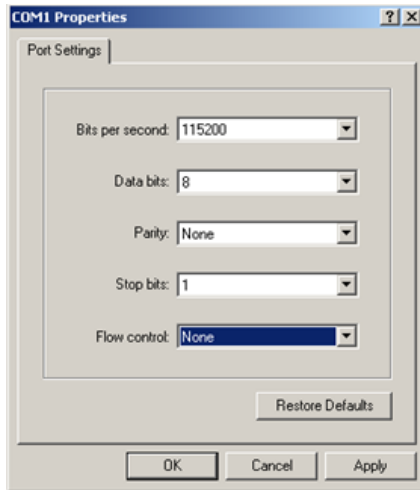 COM1 Properties
Port Settings
Bits per second: 115200
Data bits: 8
Parity: None
Stop bits: 1
Flow control: None
Restore Defaults
OK Cancel Apply